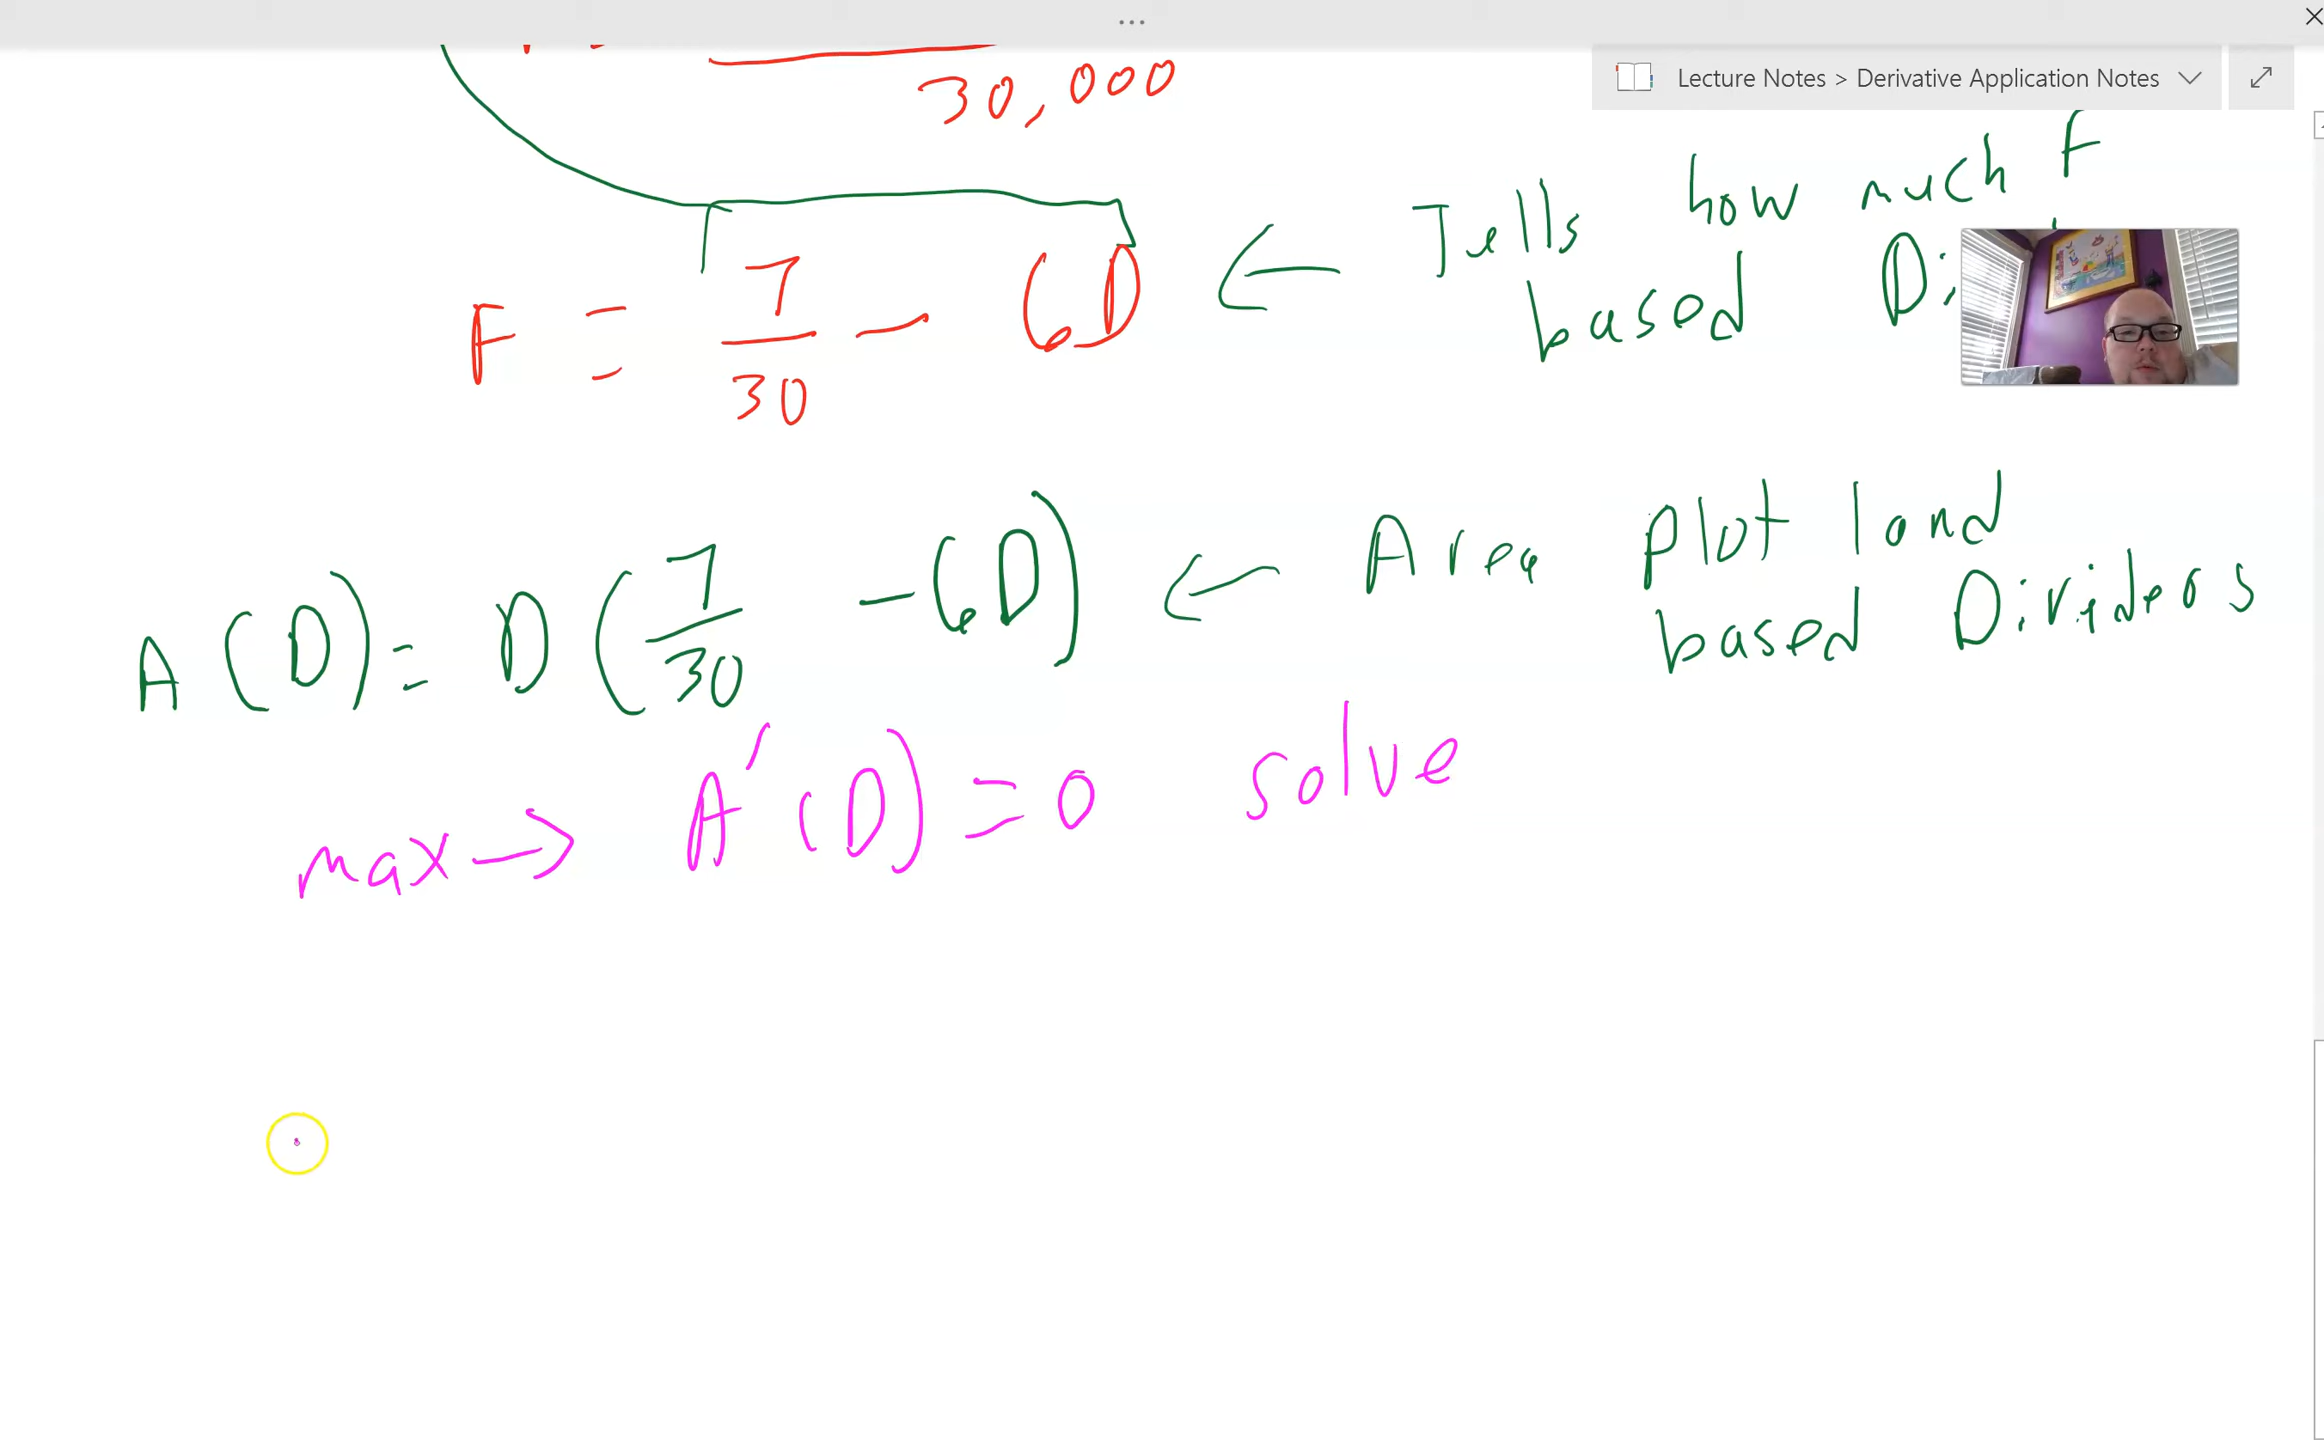 ...
Lecture Notes > Derivative Application Notes
30,000
F = 7/30 - 6D ← Tells how much F
based
A(D) = D(7/30 - 6D) ← Area plot land
based Dividers
max → A'(D) = 0 solve